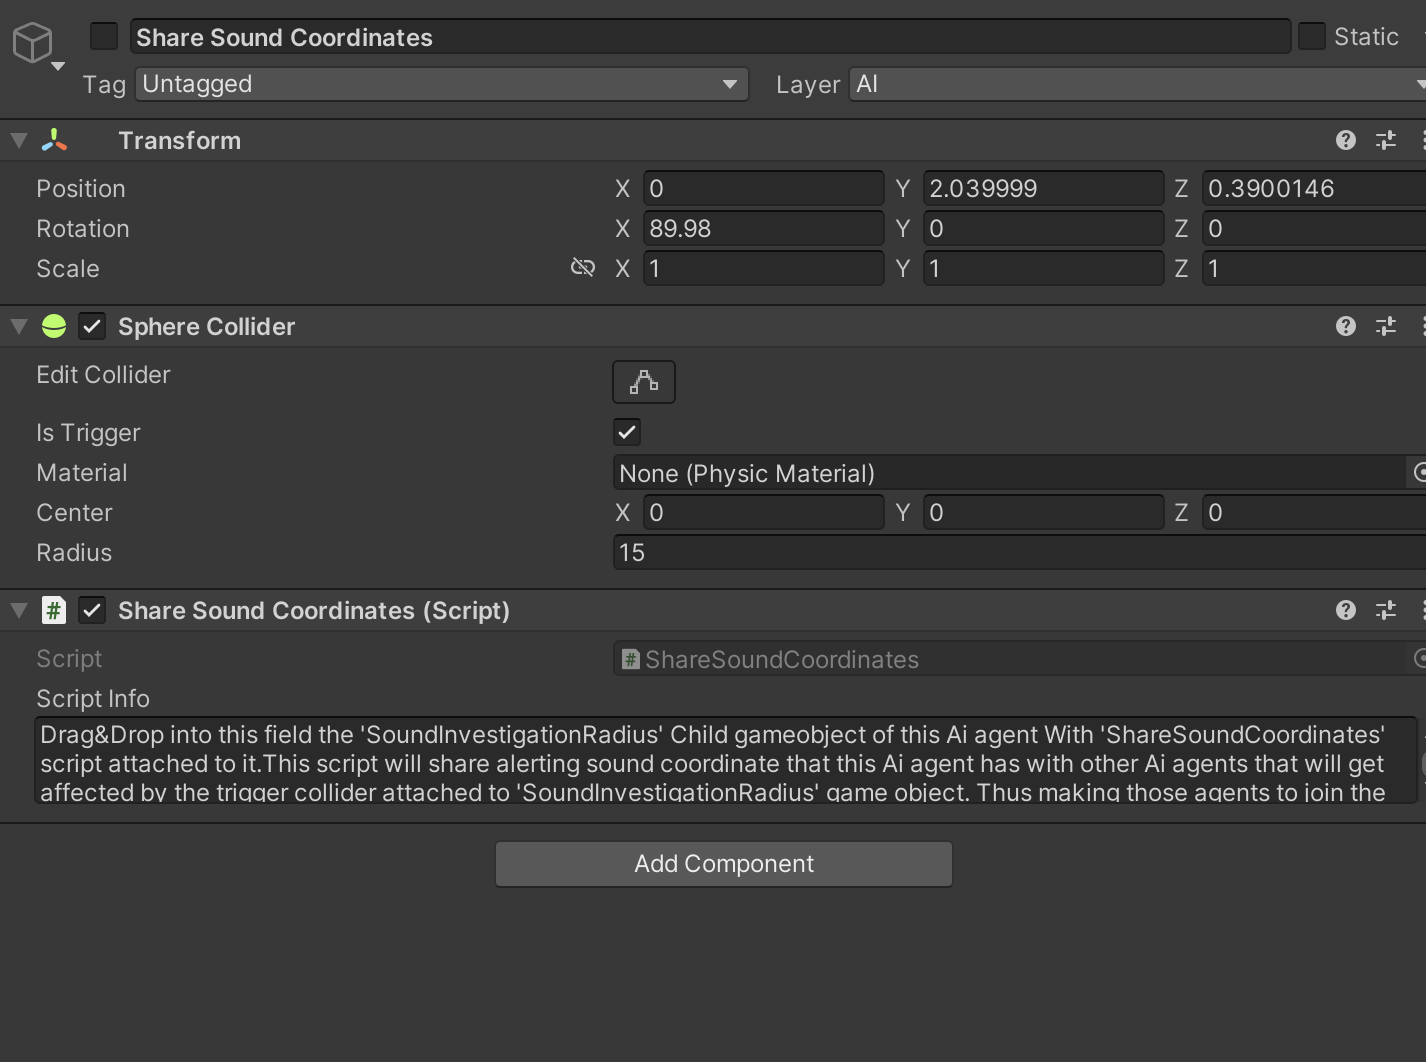 Share Sound Coordinates Static
Tag Untagged Layer AI
Transform
Position X 0 Y 2.039999 Z 0.3900146
Rotation X 89.98 Y 0 Z 0
Scale X 1 Y 1 Z 1
Sphere Collider
Edit Collider
Is Trigger
Material None (Physic Material)
Center X 0 Y 0 Z 0
Radius 15
# Share Sound Coordinates (Script)
Script # ShareSoundCoordinates
Script Info
Drag&Drop into this field the 'SoundInvestigationRadius' Child gameobject of this Ai agent With 'ShareSoundCoordinates'
script attached to it.This script will share alerting sound coordinate that this Ai agent has with other Ai agents that will get
affected by the trigger collider attached to 'SoundInvestigationRadius' game object. Thus making those agents to join the
Add Component